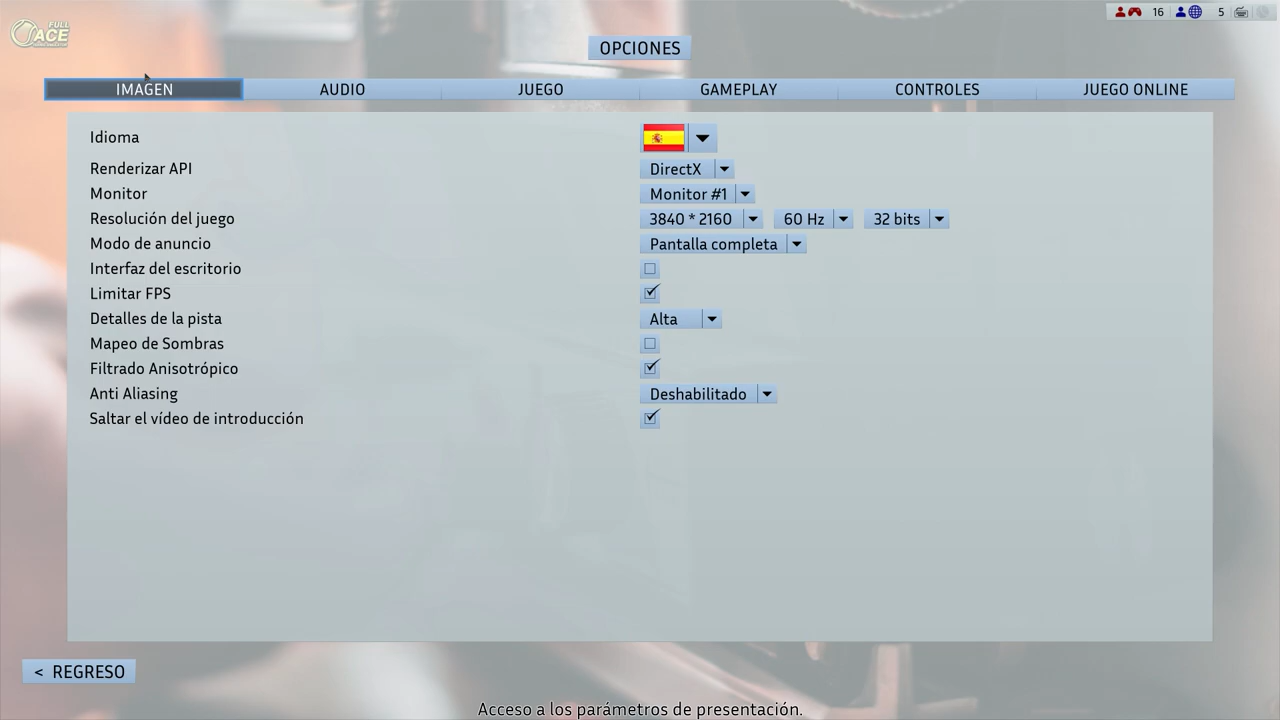 FULL
ACE
16
5
OPCIONES
IMAGEN AUDIO JUEGO GAMEPLAY CONTROLES JUEGO ONLINE
Idioma
Renderizar API DirectX
Monitor Monitor #1
Resolución del juego 3840 * 2160 60 Hz 32 bits
Modo de anuncio Pantalla completa
Interfaz del escritorio
Limitar FPS
Detalles de la pista Alta
Mapeo de Sombras
Filtrado Anisotrópico
Anti Aliasing Deshabilitado
Saltar el vídeo de introducción
< REGRESO
Acceso a los parámetros de presentación.